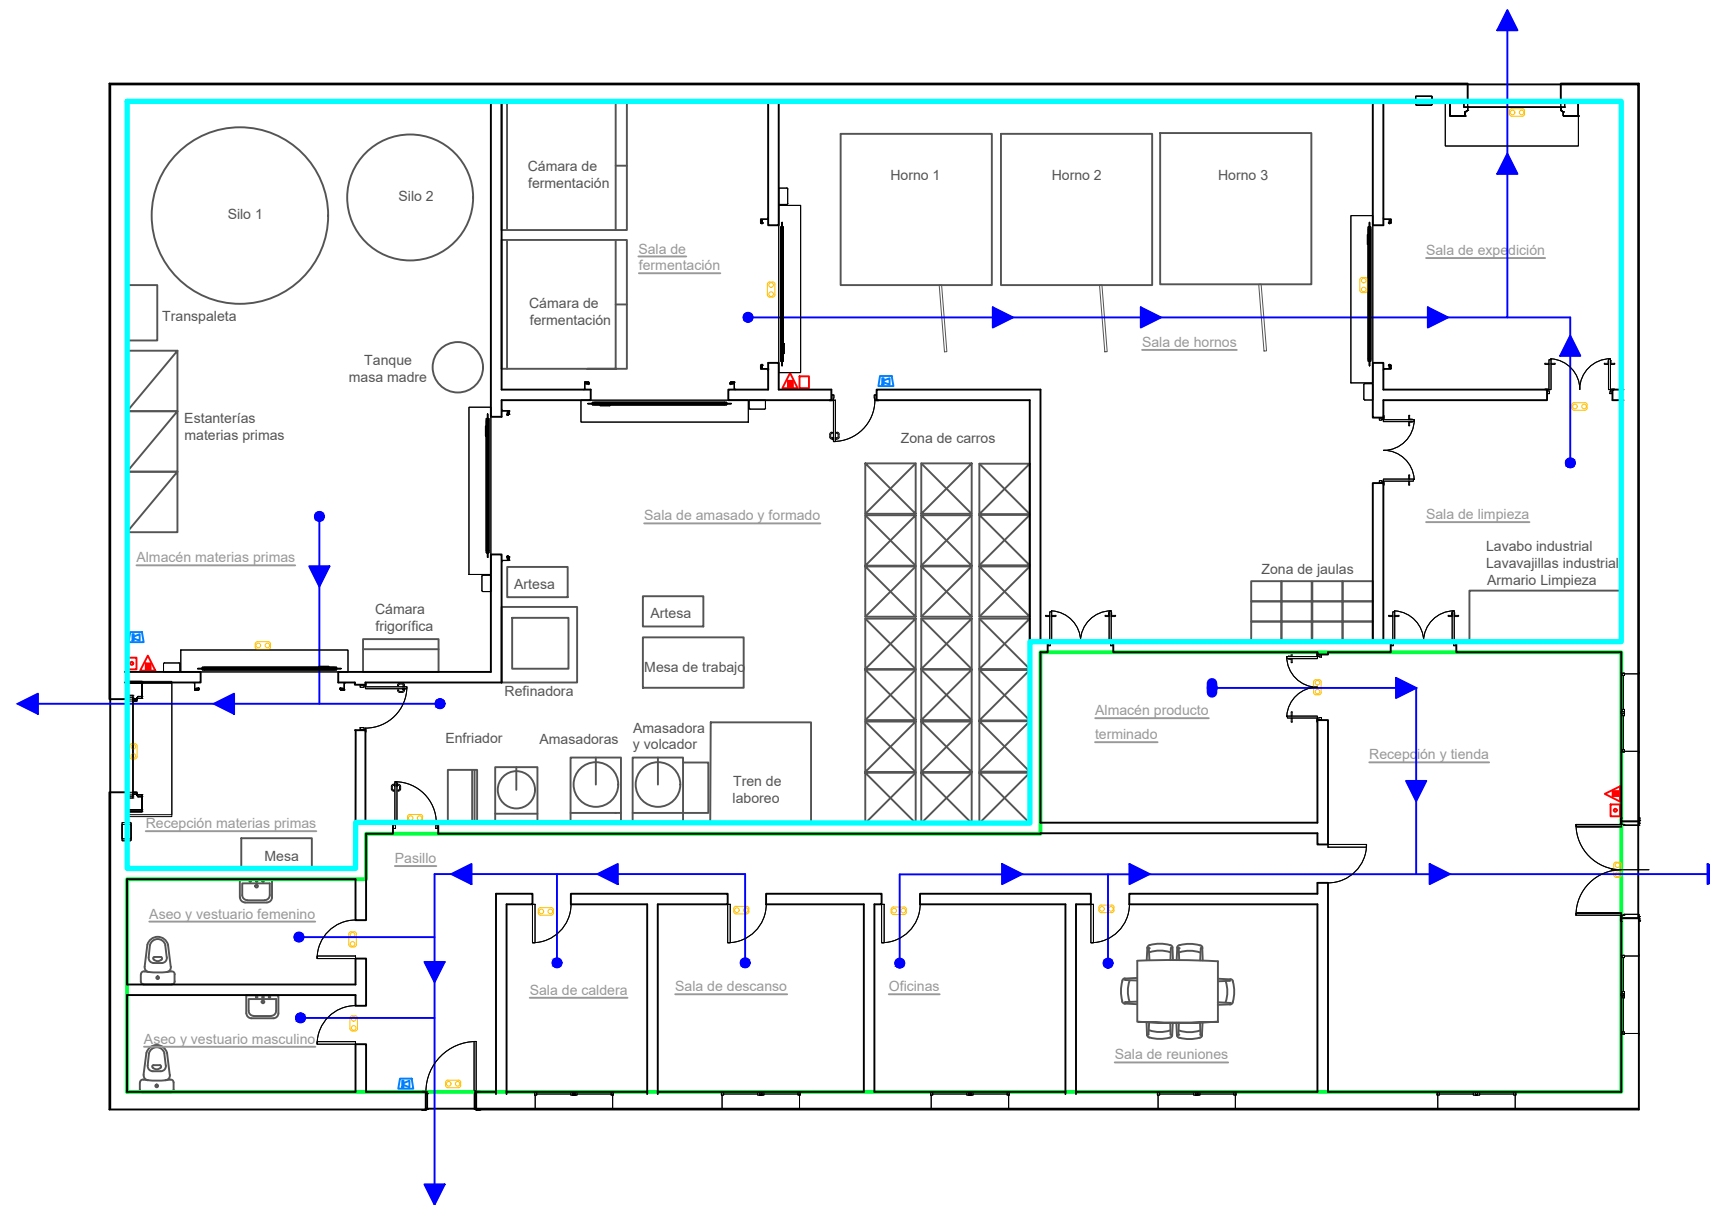 Silo 1
Silo 2
Cámara de
fermentación
Horno 1
Horno 2
Horno 3
Sala de
fermentación
Sala de expedición
Cámara de
fermentación
Transpaleta
Sala de hornos
Tanque
masa madre
Estanterías
materias primas
Zona de carros
Sala de amasado y formado
Sala de limpieza
Almacén materias primas
Lavabo industrial
Lavavajillas industrial
Armario Limpieza
Zona de jaulas
Artesa
Cámara
frigorífica
Artesa
Mesa de trabajo
Refinadora
Almacén producto
terminado
Enfriador
Amasadoras
Amasadora
y volcador
Recepción y tienda
Tren de
laboreo
Recepción materias primas
Mesa
Pasillo
Aseo y vestuario femenino
Sala de caldera
Sala de descanso
Oficinas
Aseo y vestuario masculino
Sala de reuniones